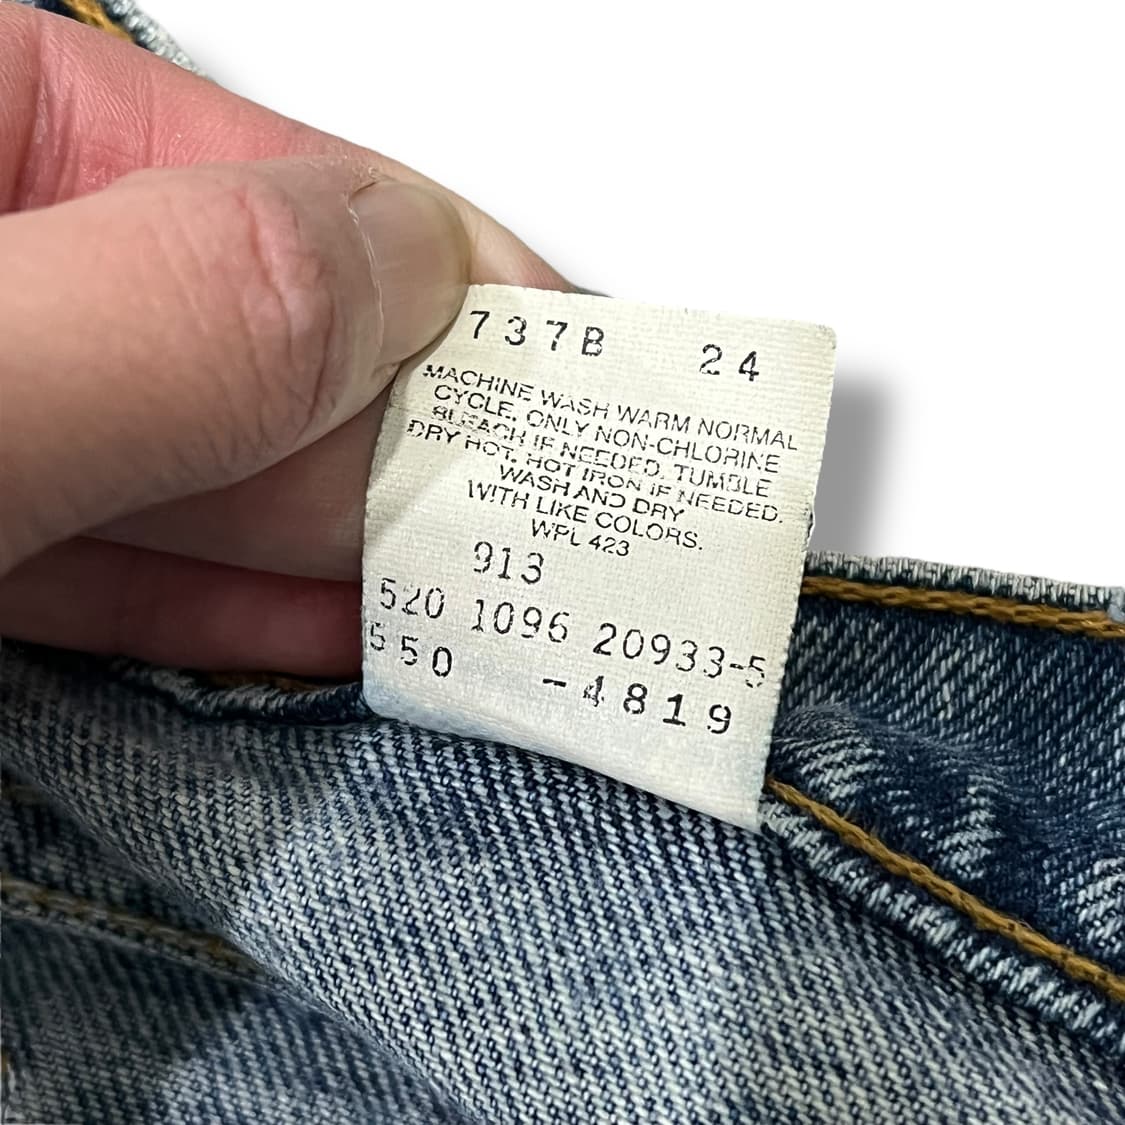 737B 24
MACHINE WASH WARM NORMAL
CYCLE. ONLY NON-CHLORINE
BLEACH IF NEEDED. TUMBLE
DRY HOT. HOT IRON IF NEEDED.
WASH AND DRY
WITH LIKE COLORS.
WPL 423
913
520 1096 20933-5
550 -4819